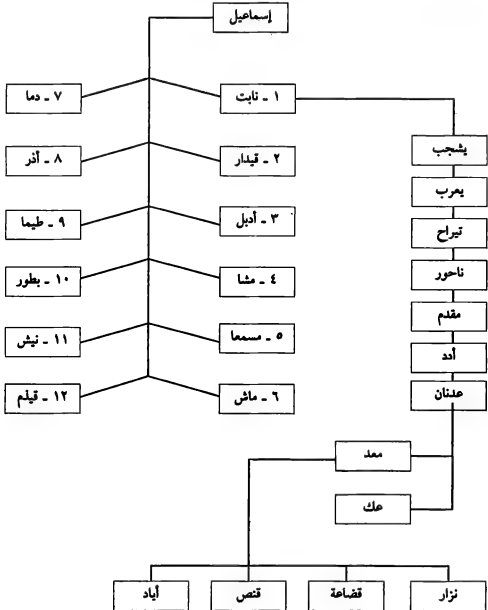 إسماعيل
١ ـ نابت
٢ ـ قيدار
٣ ـ أدبل
٤ ـ مشا
٥ ـ مسمعا
٦ ـ ماش
٧ ـ دما
٨ ـ أذر
٩ ـ طيما
١٠ ـ بطور
١١ ـ نيش
١٢ ـ قيذم
يشجب
يعرب
تيراح
ناحور
مقدم
أدد
عدنان
معد
عك
نزار
قضاعة
قنص
أياد